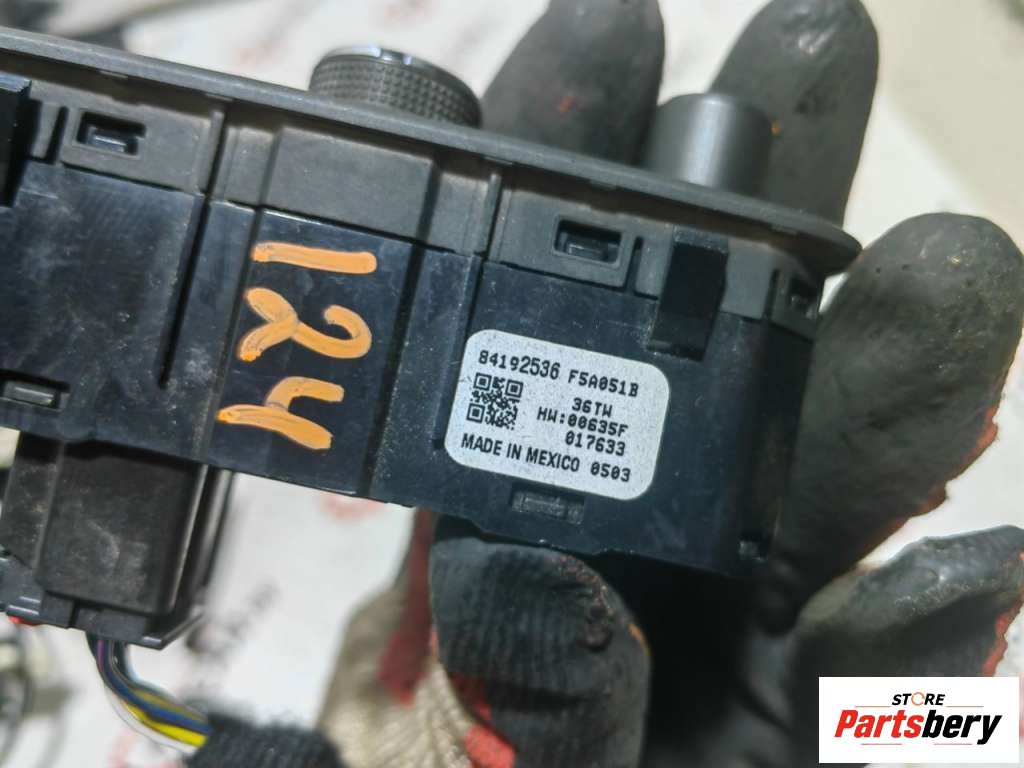 124
84192536 F5A051B
36TW
HW:00635F
017633
MADE IN MEXICO 0503
STORE
Partsbery